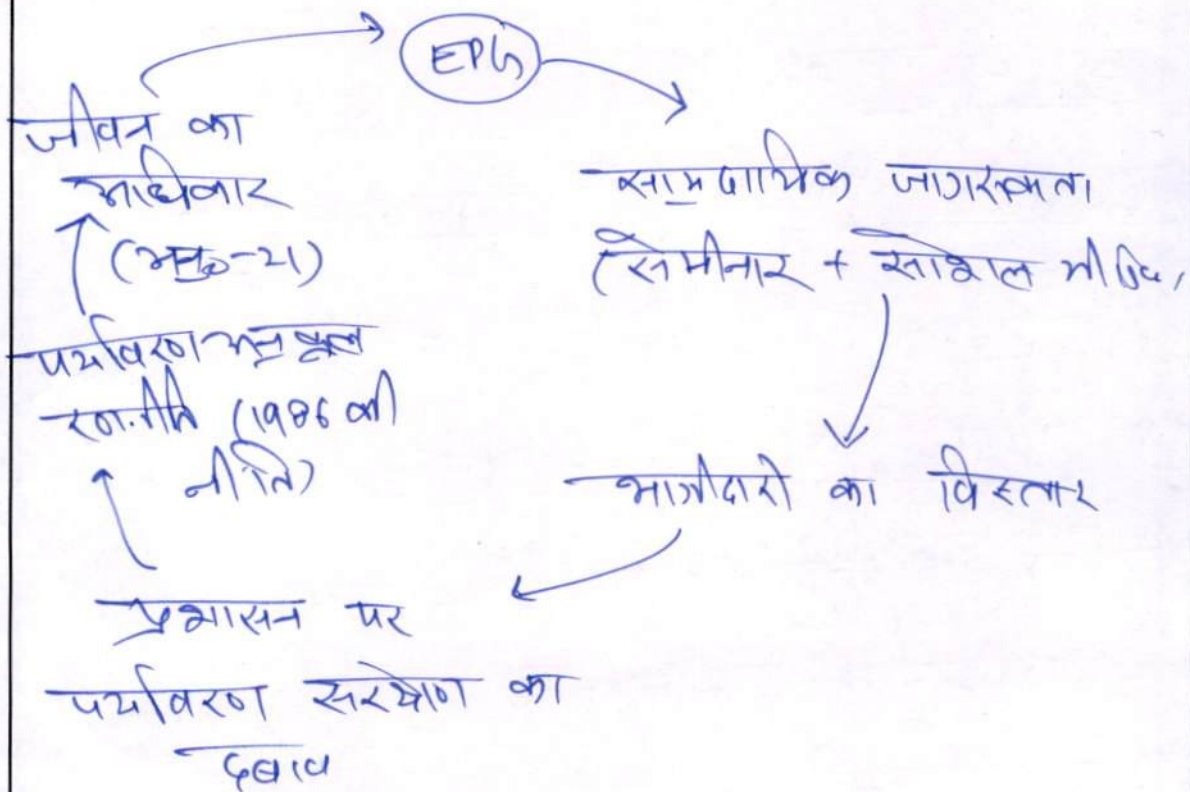 EPG
जीवन का
अधिकार
(अनु०-21)
सामुदायिक जागरूकता
(सेमीनार + सोशल मीडिया
पर्यावरण अनुकूल
रणनीति (1986 की
नीति)
भागीदारी का विस्तार
प्रशासन पर
पर्यावरण संरक्षण का
दबाव